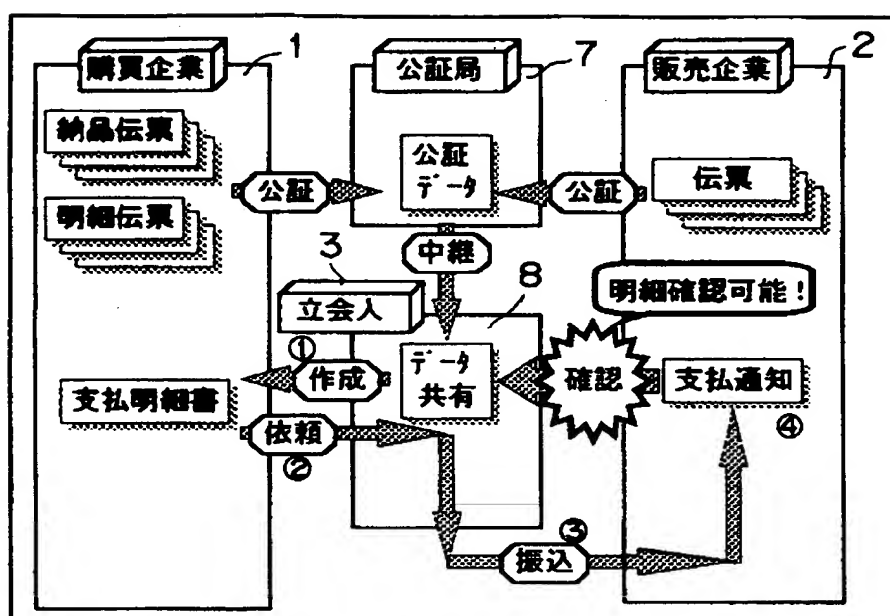 購買企業
1
公証局
7
販売企業
2
納品伝票
明細伝票
公証
公証
データ
公証
伝票
中継
3
立会人
8
明細確認可能!
①
作成
データ
共有
確認
支払通知
④
支払明細書
依頼
②
③
振込